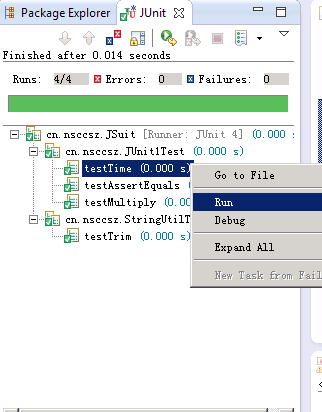 Package Explorer JUnit
Finished after 0.014 seconds
Runs: 4/4 Errors: 0 Failures: 0
cn.nsccsz.JSuit [Runner: JUnit 4] (0.000 s
cn.nsccsz.JUnit1Test (0.000 s)
testTime (0.000 s)
testAssertEquals
testMultiply (0.00
cn.nsccsz.StringUtilT
testTrim (0.000
Go to File
Run
Debug
Expand All
New Task from Fail